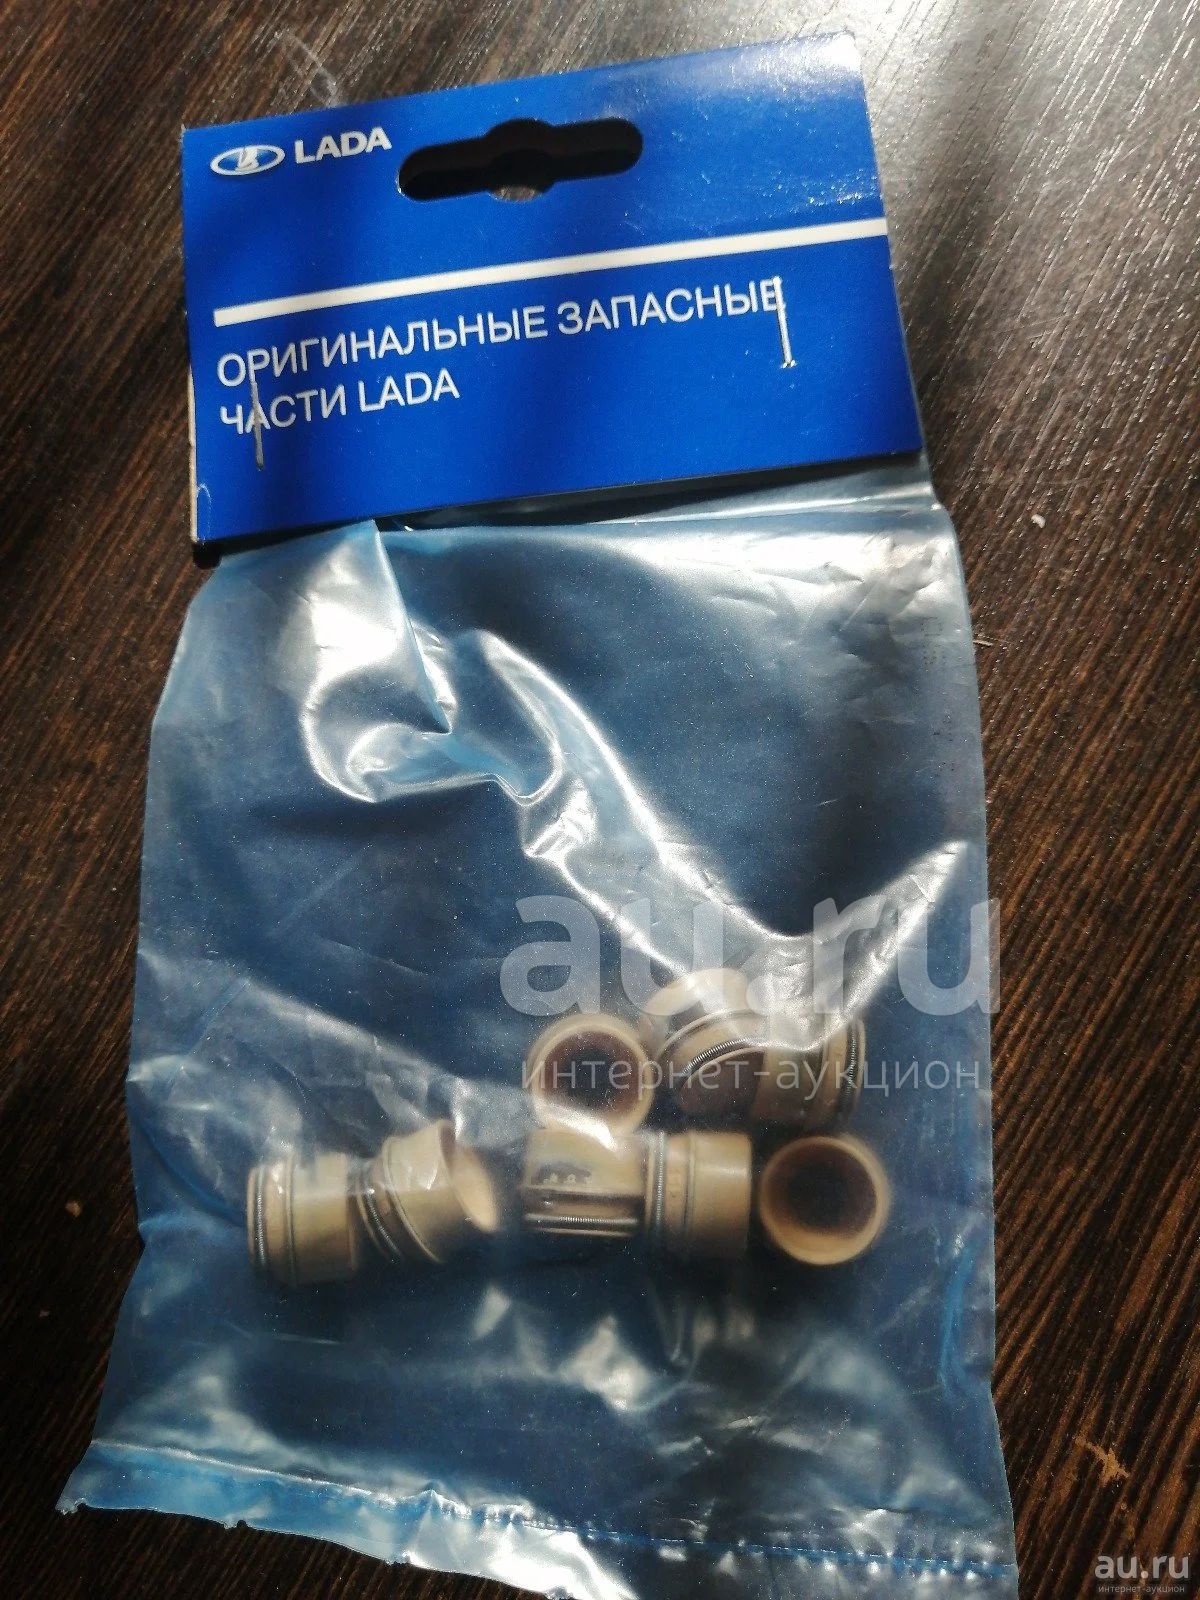 LADA
ОРИГИНАЛЬНЫЕ ЗАПАСНЫЕ
ЧАСТИ LADA
au.ru
интернет-аукцион
au.ru
интернет-аукцион